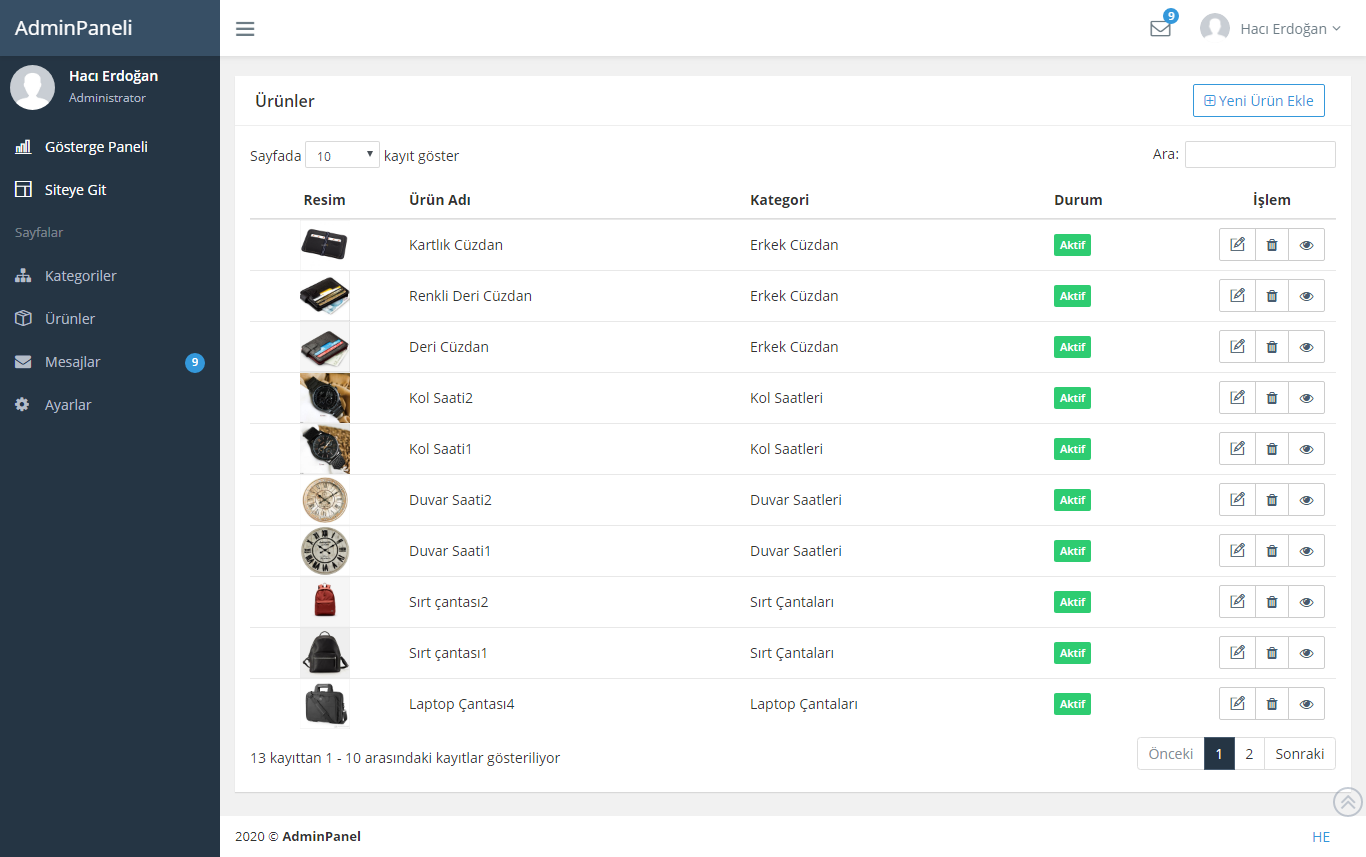 AdminPaneli
9
Hacı Erdoğan
Hacı Erdoğan
Administrator
Gösterge Paneli
Siteye Git
Sayfalar
Kategoriler
Ürünler
Mesajlar 9
Ayarlar
Ürünler
Yeni Ürün Ekle
Sayfada 10 kayıt göster
Ara:
Resim Ürün Adı Kategori Durum İşlem
Kartlık Cüzdan Erkek Cüzdan Aktif
Renkli Deri Cüzdan Erkek Cüzdan Aktif
Deri Cüzdan Erkek Cüzdan Aktif
Kol Saati2 Kol Saatleri Aktif
Kol Saati1 Kol Saatleri Aktif
Duvar Saati2 Duvar Saatleri Aktif
Duvar Saati1 Duvar Saatleri Aktif
Sırt çantası2 Sırt Çantaları Aktif
Sırt çantası1 Sırt Çantaları Aktif
Laptop Çantası4 Laptop Çantaları Aktif
13 kayıttan 1 - 10 arasındaki kayıtlar gösteriliyor
Önceki 1 2 Sonraki
2020 © AdminPanel
HE